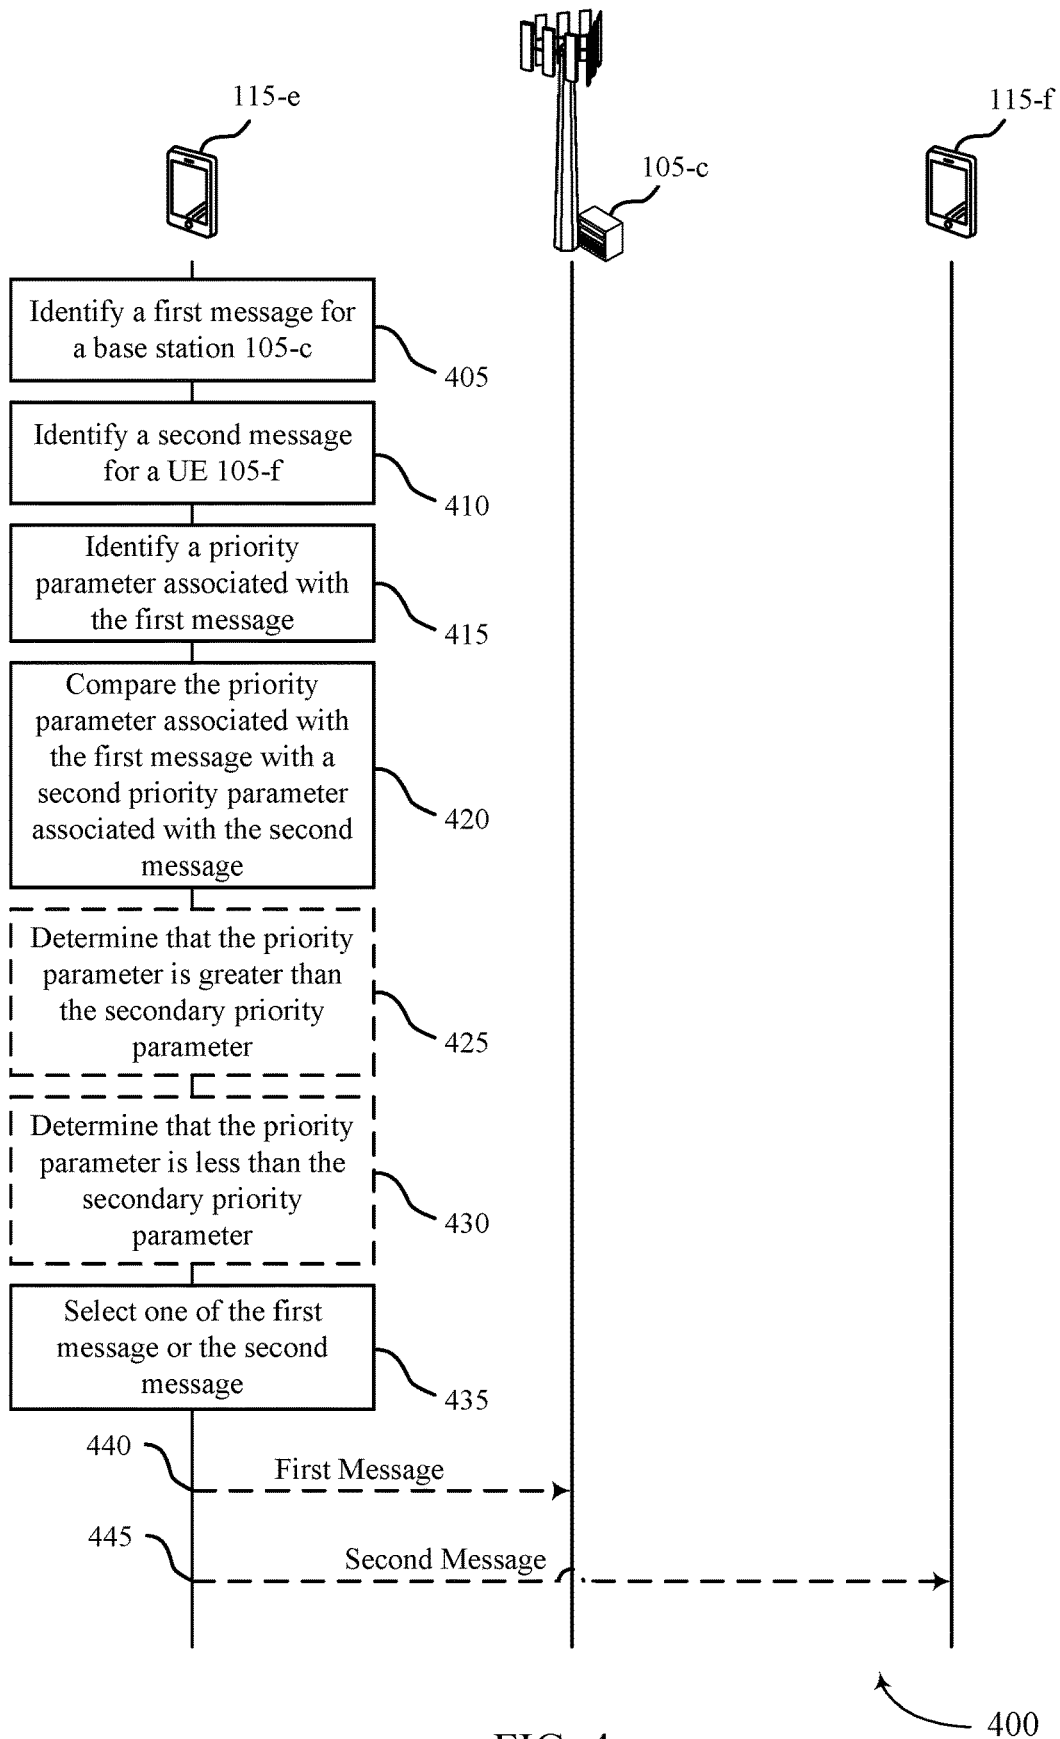 115-e
105-c
115-f
Identify a first message for
a base station 105-c
405
Identify a second message
for a UE 105-f
410
Identify a priority
parameter associated with
the first message
415
Compare the priority
parameter associated with
the first message with a
second priority parameter
associated with the second
message
420
Determine that the priority
parameter is greater than
the secondary priority
parameter
425
Determine that the priority
parameter is less than the
secondary priority
parameter
430
Select one of the first
message or the second
message
435
440
First Message
445
Second Message
400
FIG. 4